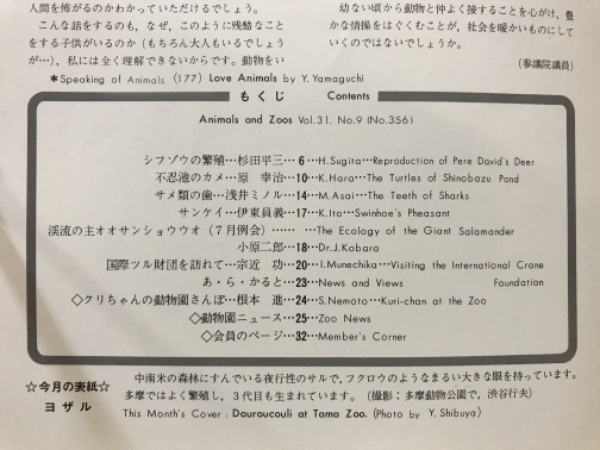 人間を怖がるのかわかっていただけるでしょう。
こんな話をするのも,なぜ,このように残酷なこと
をする子供がいるのか(もちろん大人もいるでしょう
が…),私には全く理解できないからです。動物をい
幼ない頃から動物と仲よく接することを心がけ,豊
かな情操をはぐくむことが,社会を暖かいものにして
いくのではないでしょうか。
(参議院議員)
*Speaking of Animals (177) Love Animals by Y. Yamaguchi
もくじ Contents
Animals and Zoos Vol.31, No.9 (No.356)
シフゾウの繁殖…杉田平三…6…H.Sugita…Reproduction of Pere David's Deer
不忍池のカメ…原 幸治…10…K.Hara…The Turtles of Shinobazu Pond
サメ類の歯…浅井ミノル…14…M.Asai…The Teeth of Sharks
サンケイ…伊東員義…17…K.Ito…Swinhoe's Pheasant
渓流の主オオサンショウウオ(7月例会)…… …The Ecology of the Giant Salamander
小原二郎…18…Dr.J.Kobara
国際ツル財団を訪れて…宗近 功…20…I.Munechika…Visiting the International Crane
あ・ら・かると…23…News and Views Foundation
◇クリちゃんの動物園さんぽ…根本 進…24…S.Nemoto…Kuri-chan at the Zoo
◇動物園ニュース…25…Zoo News
◇会員のページ…32…Member's Corner
☆今月の表紙☆
ヨザル
中南米の森林にすんでいる夜行性のサルで,フクロウのようなまるい大きな眼を持っています。
多摩ではよく繁殖し,3代目も生まれています。(撮影:多摩動物公園で,渋谷行夫)
This Month's Cover : Douroucouli at Tama Zoo. (Photo by Y. Shibuya)